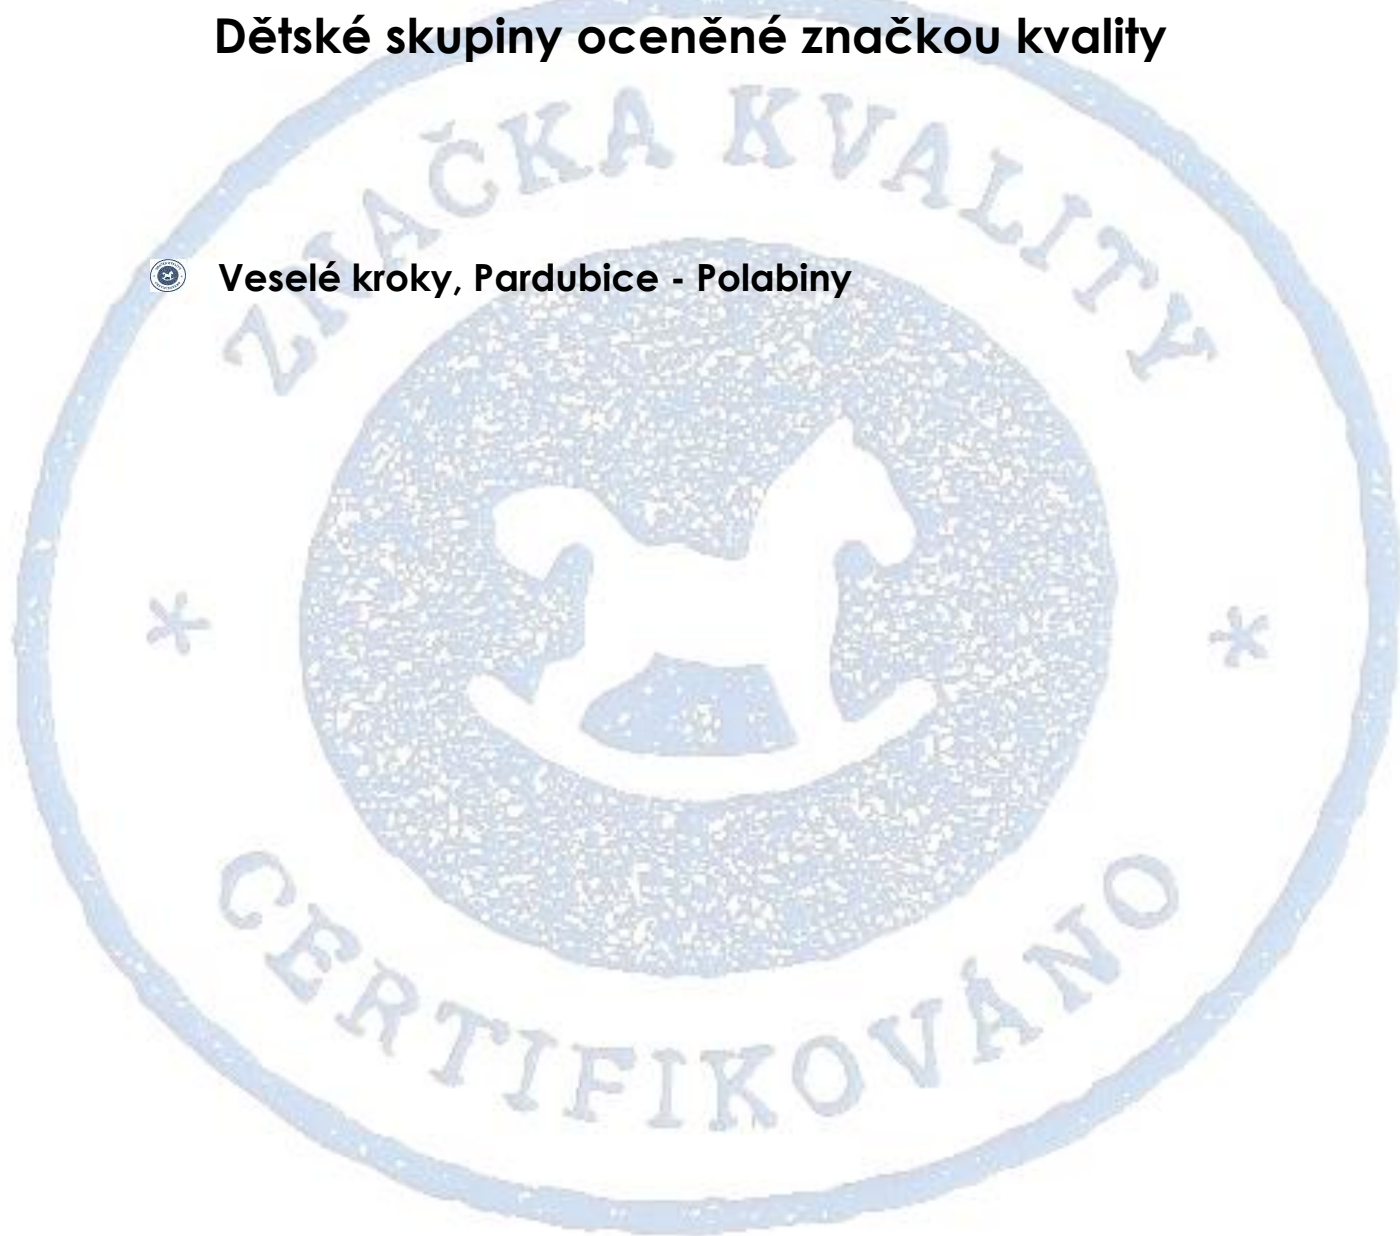 Dětské skupiny oceněné značkou kvality
ZNAČKA KVALITY
Veselé kroky, Pardubice - Polabiny
CERTIFIKOVÁNO